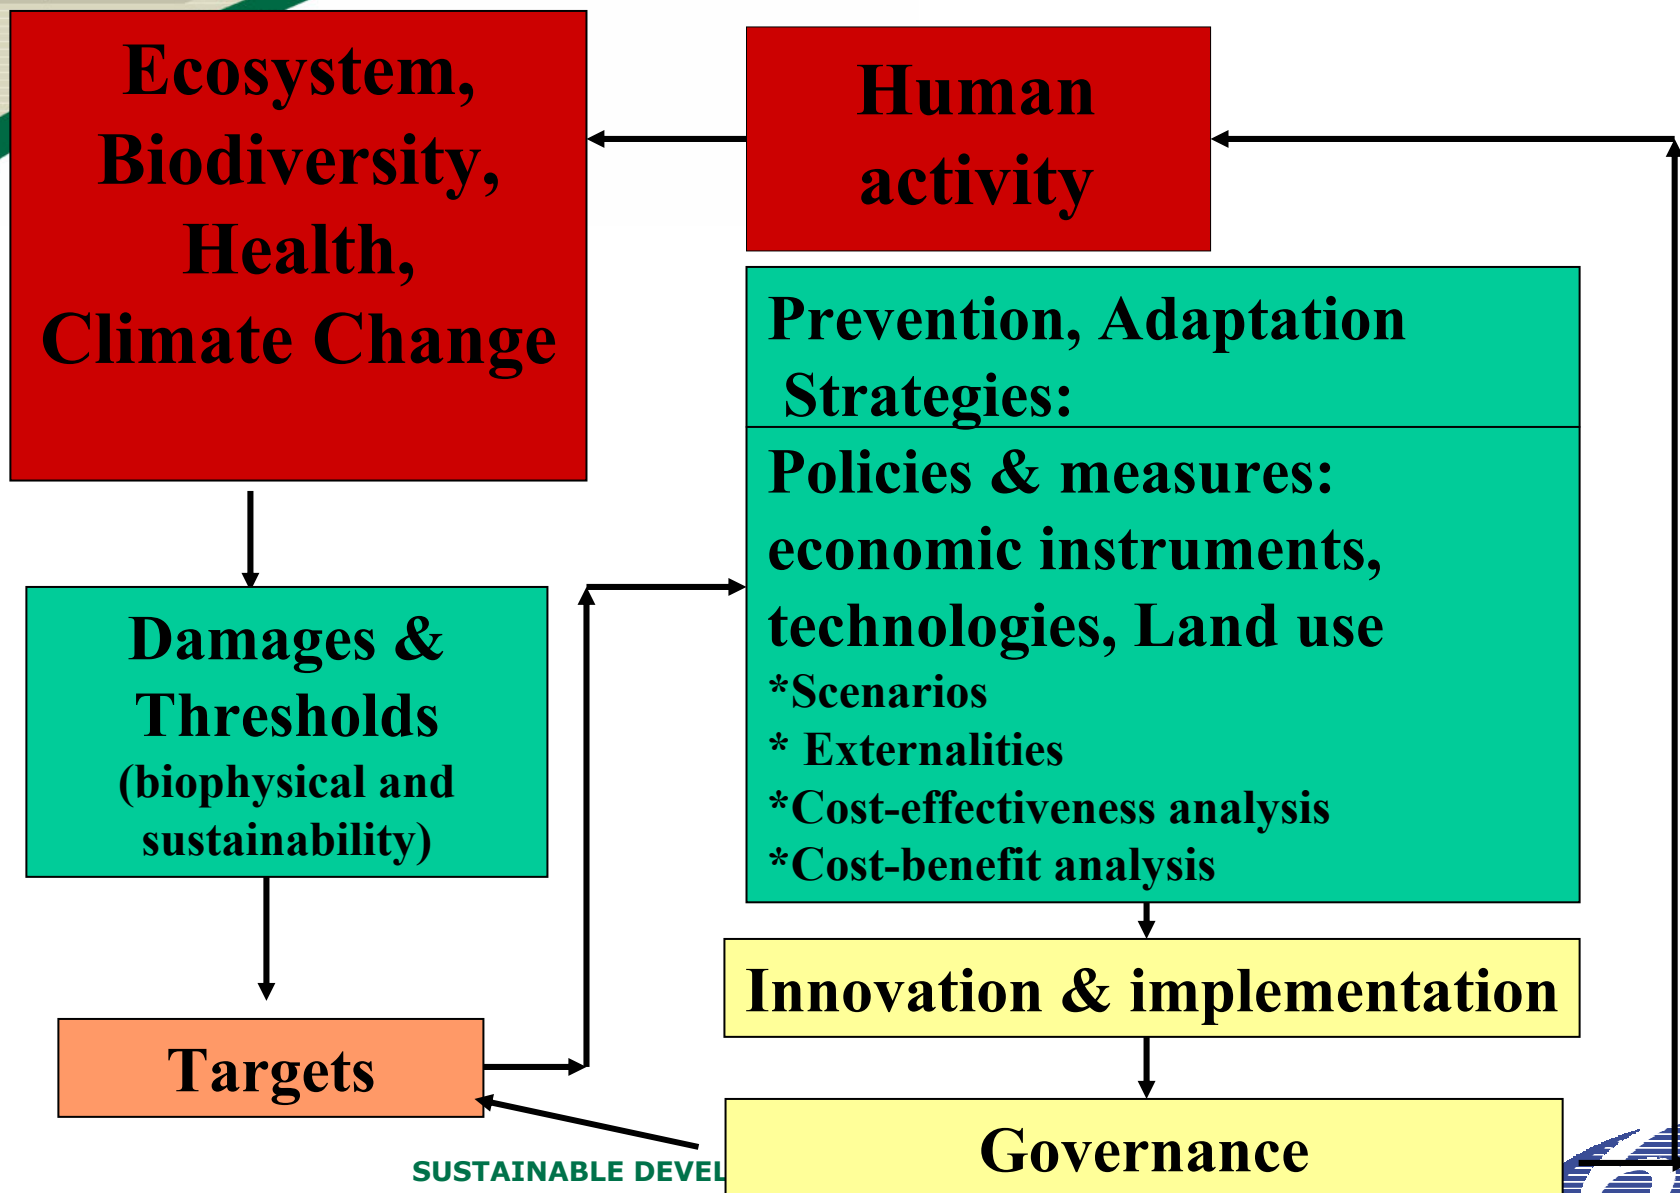 Ecosystem,
Biodiversity,
Health,
Climate Change
Human
activity
Prevention, Adaptation
Strategies:
Policies & measures:
economic instruments,
technologies, Land use
*Scenarios
* Externalities
*Cost-effectiveness analysis
*Cost-benefit analysis
Damages &
Thresholds
(biophysical and
sustainability)
Innovation & implementation
Targets
Governance
SUSTAINABLE